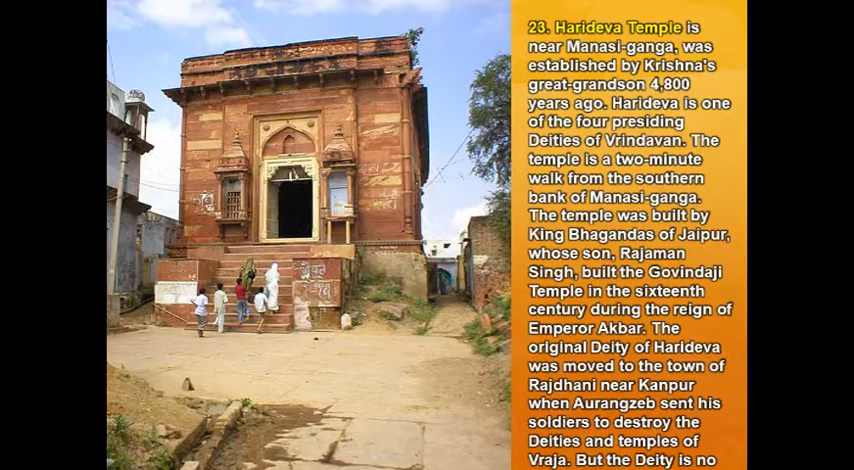 23. Harideva Temple is
near Manasi-ganga, was
established by Krishna's
great-grandson 4,800
years ago. Harideva is one
of the four presiding
Deities of Vrindavan. The
temple is a two-minute
walk from the southern
bank of Manasi-ganga.
The temple was built by
King Bhagandas of Jaipur,
whose son, Rajaman
Singh, built the Govindaji
Temple in the sixteenth
century during the reign of
Emperor Akbar. The
original Deity of Harideva
was moved to the town of
Rajdhani near Kanpur
when Aurangzeb sent his
soldiers to destroy the
Deities and temples of
Vraja. But the Deity is no